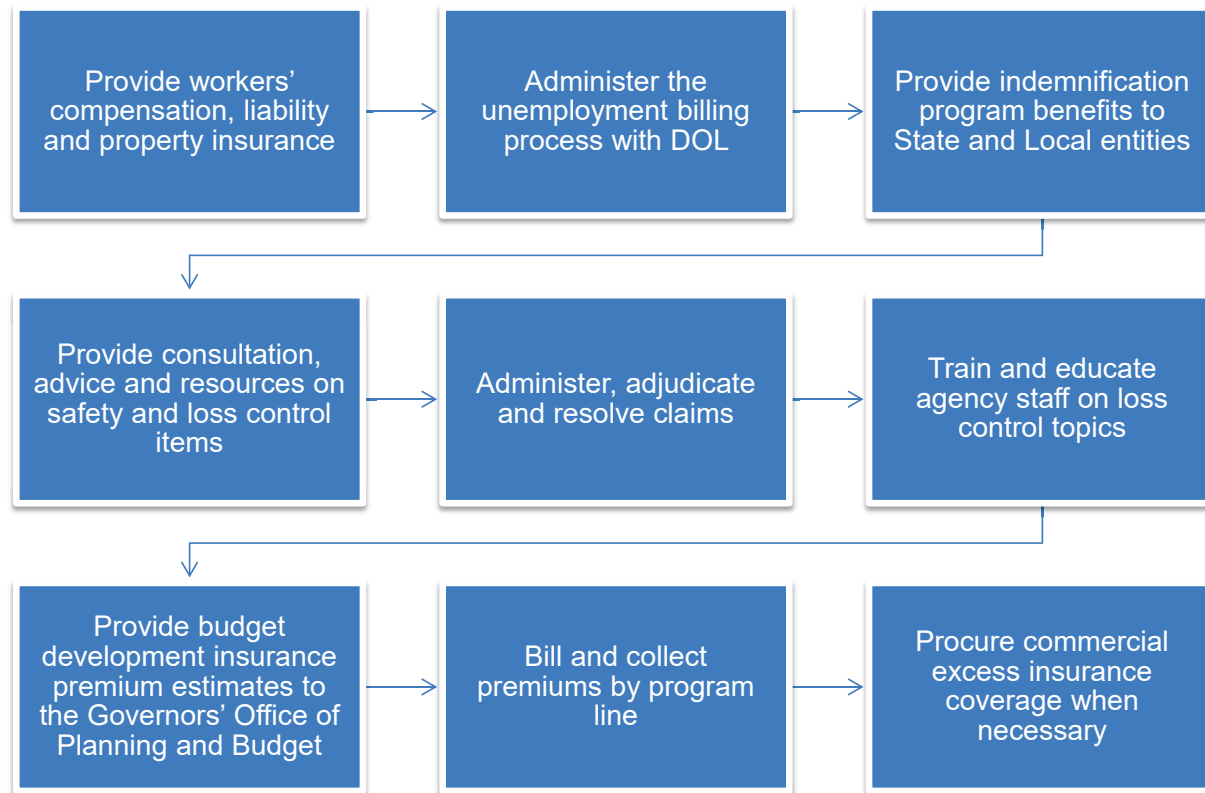 Provide workers’
compensation, liability
and property insurance
Administer the
unemployment billing
process with DOL
Provide indemnification
program benefits to
State and Local entities
Provide consultation,
advice and resources on
safety and loss control
items
Administer, adjudicate
and resolve claims
Train and educate
agency staff on loss
control topics
Provide budget
development insurance
premium estimates to
the Governors’ Office of
Planning and Budget
Bill and collect
premiums by program
line
Procure commercial
excess insurance
coverage when
necessary